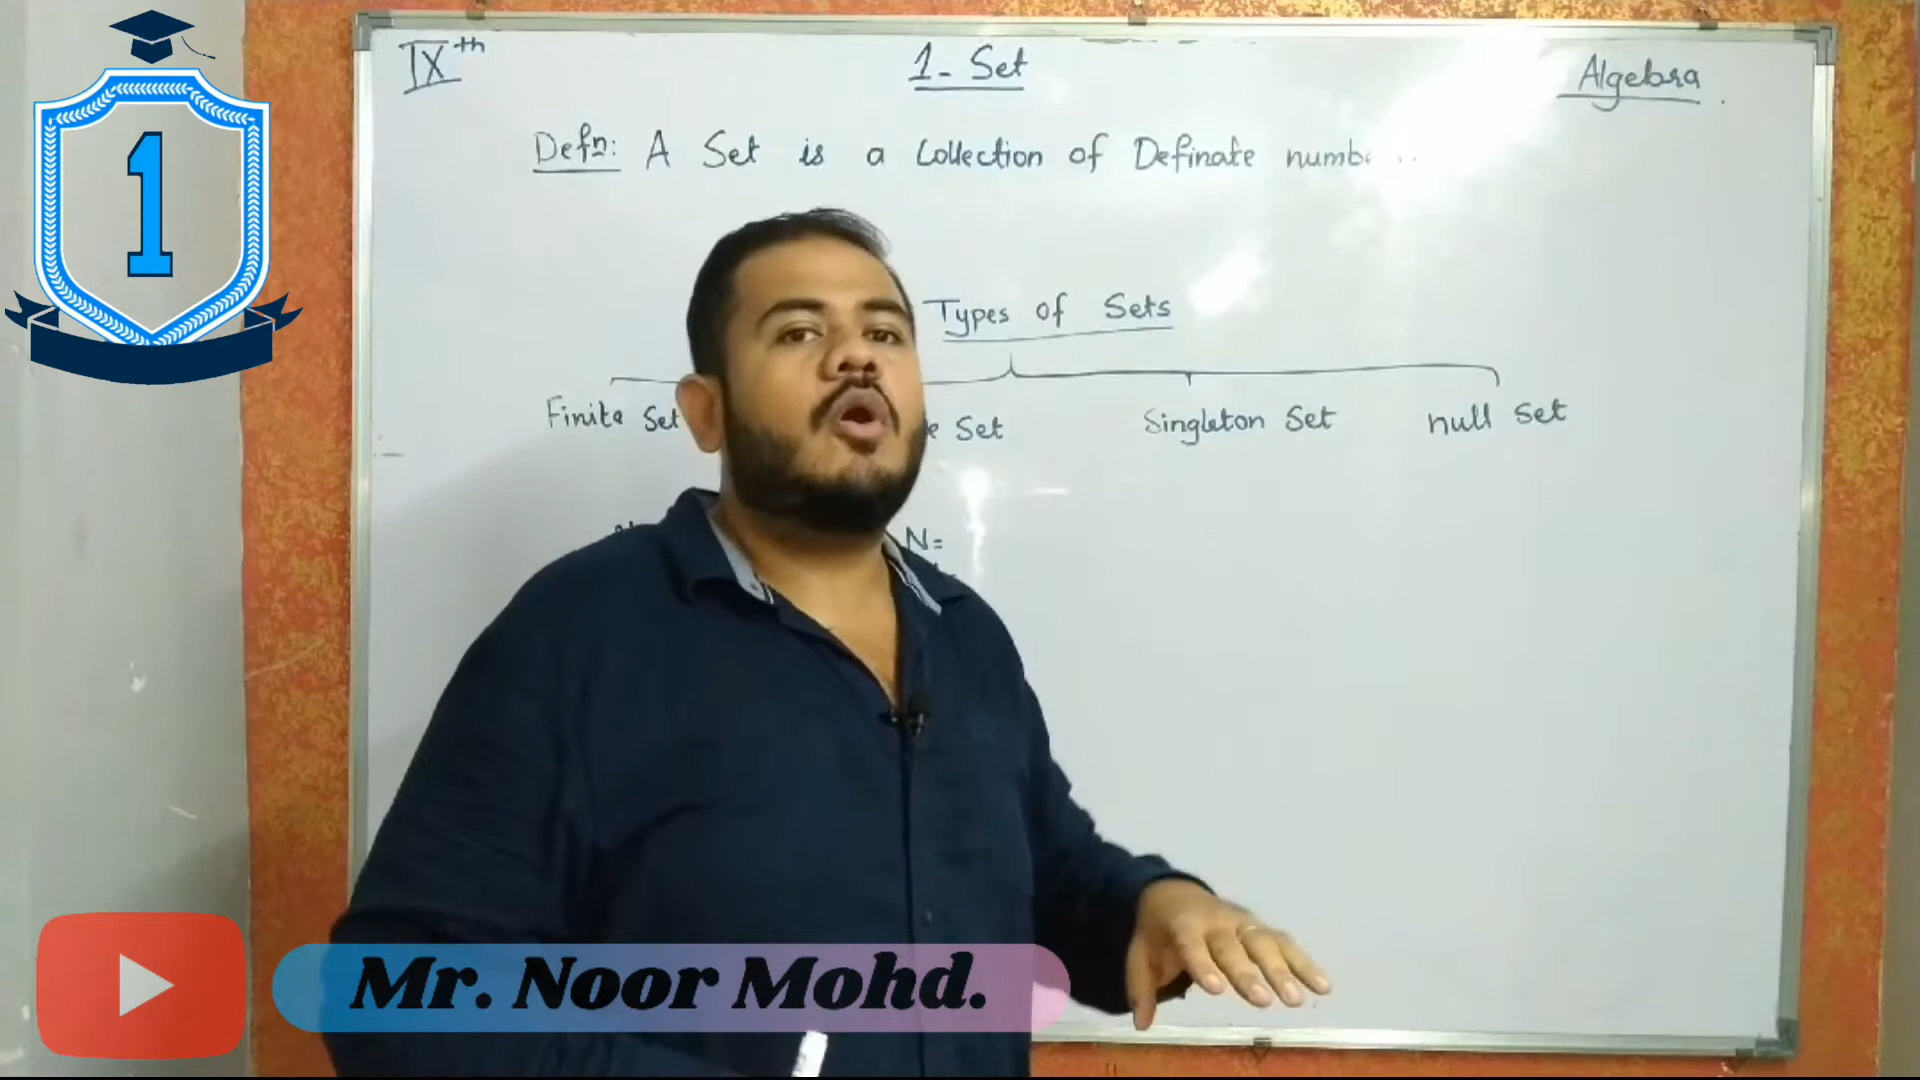 IXth
1- Set
Algebra
1
Defn: A Set is a Collection of Definate
Types of Sets
Finite Set
Set
Singleton Set
null Set
N=
Mr. Noor Mohd.